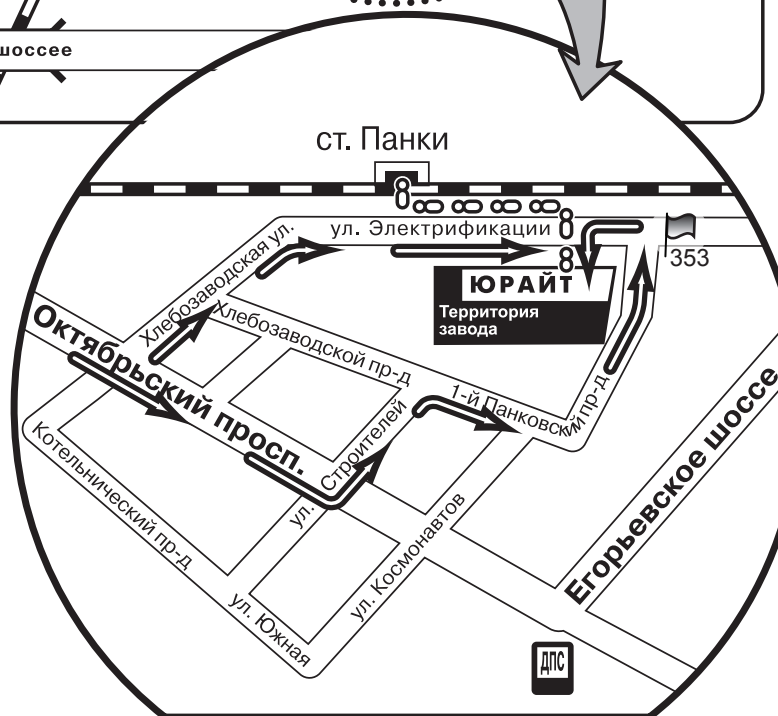 шоссее
ст. Панки
ул. Электрификации
353
Хлебозаводская ул.
ЮРАЙТ
Территория
завода
Хлебозаводской пр-д
Октябрьский просп.
1-й Панковский пр-д
ул. Строителей
Котельнический пр-д
Егорьевское шоссе
ул. Космонавтов
ул. Южная
ДПС